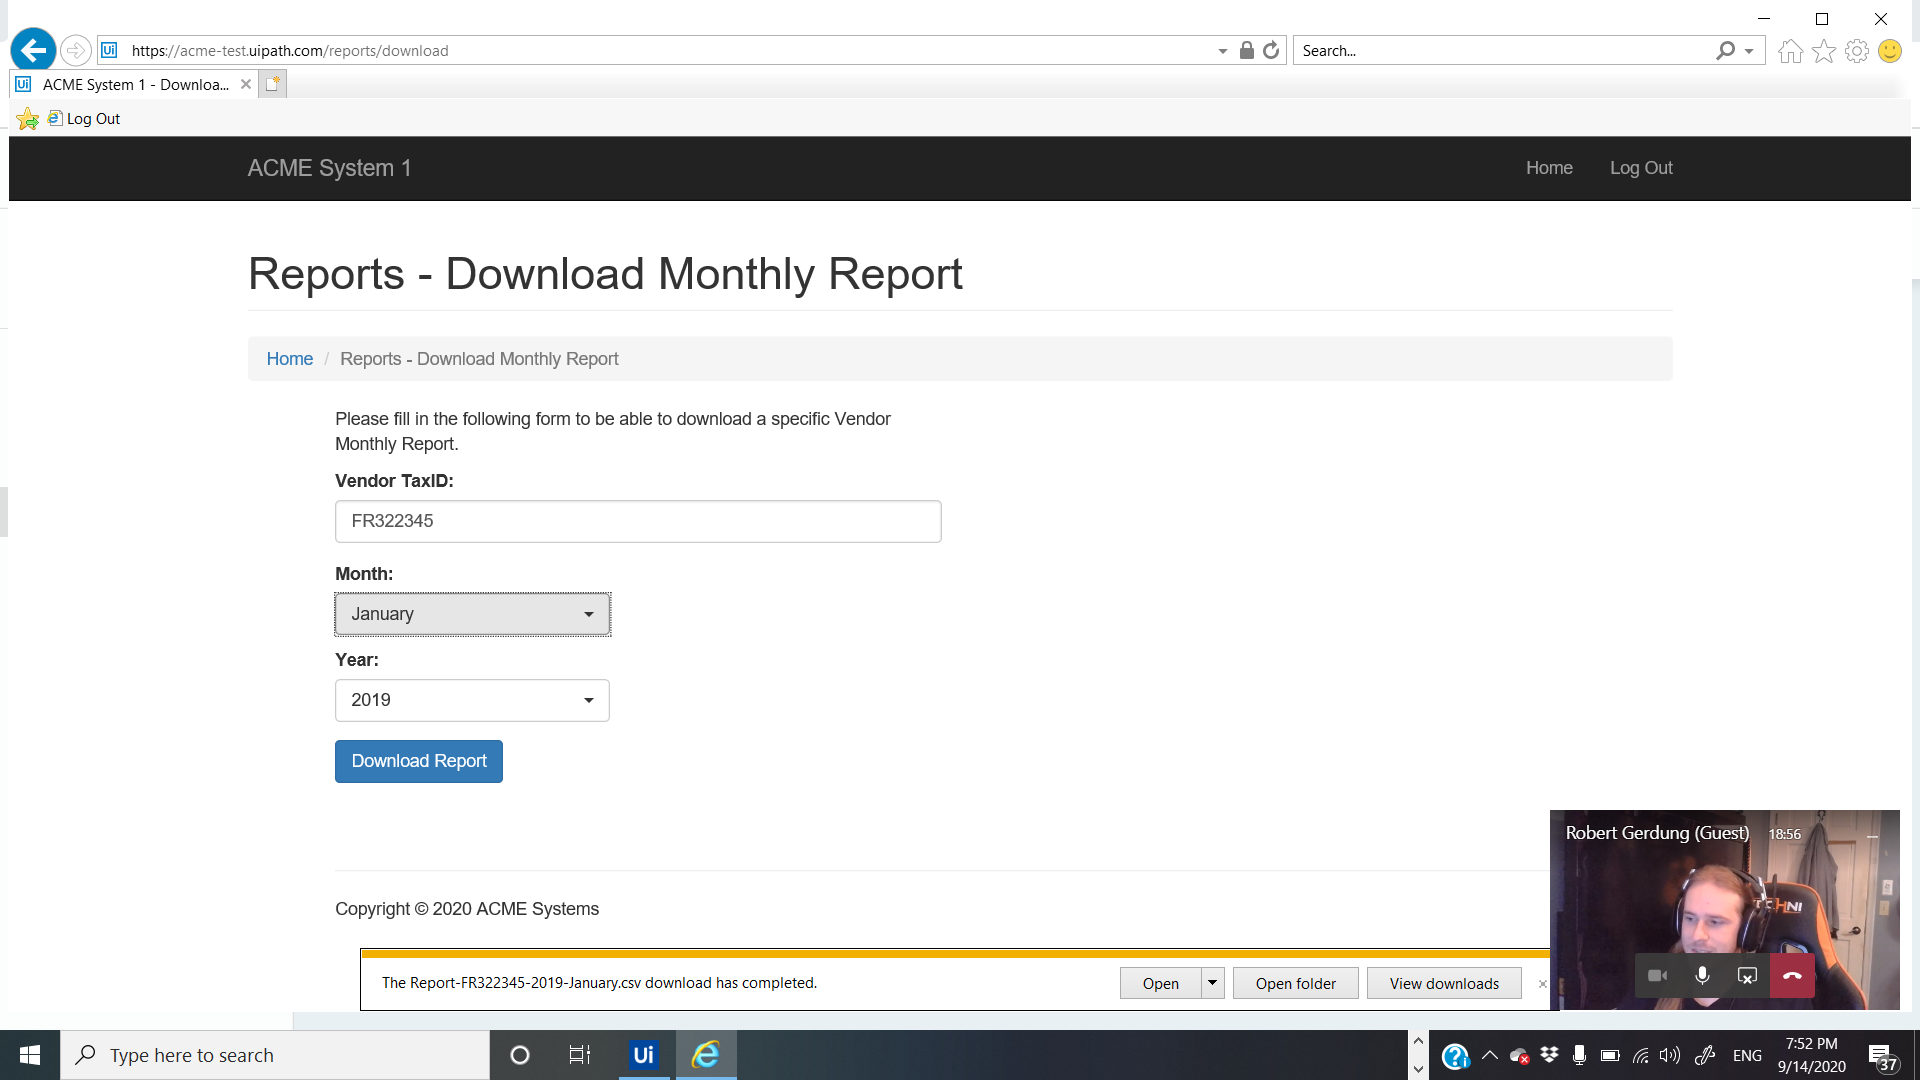 https://acme-test.uipath.com/reports/download
Search...
Ui
ACME System 1 - Downloa...
Log Out
ACME System 1
Home
Log Out
Reports - Download Monthly Report
Home / Reports - Download Monthly Report
Please fill in the following form to be able to download a specific Vendor
Monthly Report.
Vendor TaxID:
FR322345
Month:
January
Year:
2019
Download Report
Robert Gerdung (Guest) 18:56
Copyright © 2020 ACME Systems
The Report-FR322345-2019-January.csv download has completed.
Open
Open folder
View downloads
Type here to search
Ui
ENG
7:52 PM
9/14/2020
37